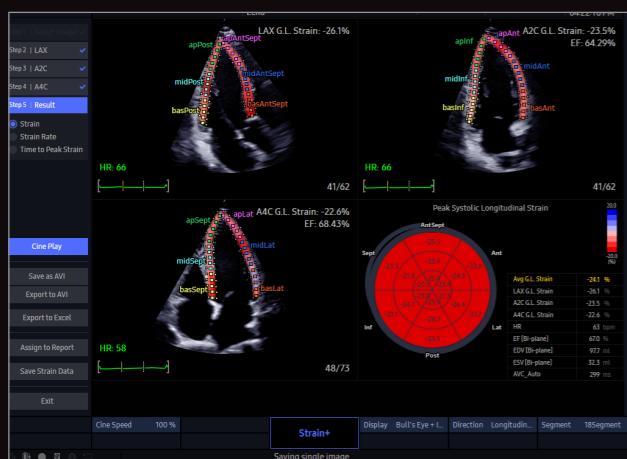 Step 2 | LAX
Step 3 | A2C
Step 4 | A4C
Step 5 | Result
Strain
Strain Rate
Time to Peak Strain
Cine Play
Save as AVI
Export to AVI
Export to Excel
Assign to Report
Save Strain Data
Exit
LAX G.L. Strain: -26.1%
apPost
apAntSept
midPost
midAntSept
basPost
basAntSept
HR: 66
41/62
A2C G.L. Strain: -23.5%
EF: 64.29%
apInf
apAnt
midInf
midAnt
basInf
basAnt
HR: 66
41/62
A4C G.L. Strain: -22.6%
EF: 68.43%
apSept
apLat
midSept
midLat
basSept
basLat
HR: 58
48/73
Peak Systolic Longitudinal Strain
AntSept
Sept
Ant
Inf
Lat
Post
20.0
-20.0
(%)
Avg G.L. Strain -24.1 %
LAX G.L. Strain -26.1 %
A2C G.L. Strain -23.5 %
A4C G.L. Strain -22.6 %
HR 63 bpm
EF [Bi-plane] 67.0 %
EDV [Bi-plane] 97.7 ml
ESV [Bi-plane] 32.3 ml
AVC_Auto 299 ms
Cine Speed 100 %
Strain+
Display Bull's Eye + I...
Direction Longitudin...
Segment 18Segment
Saving single image